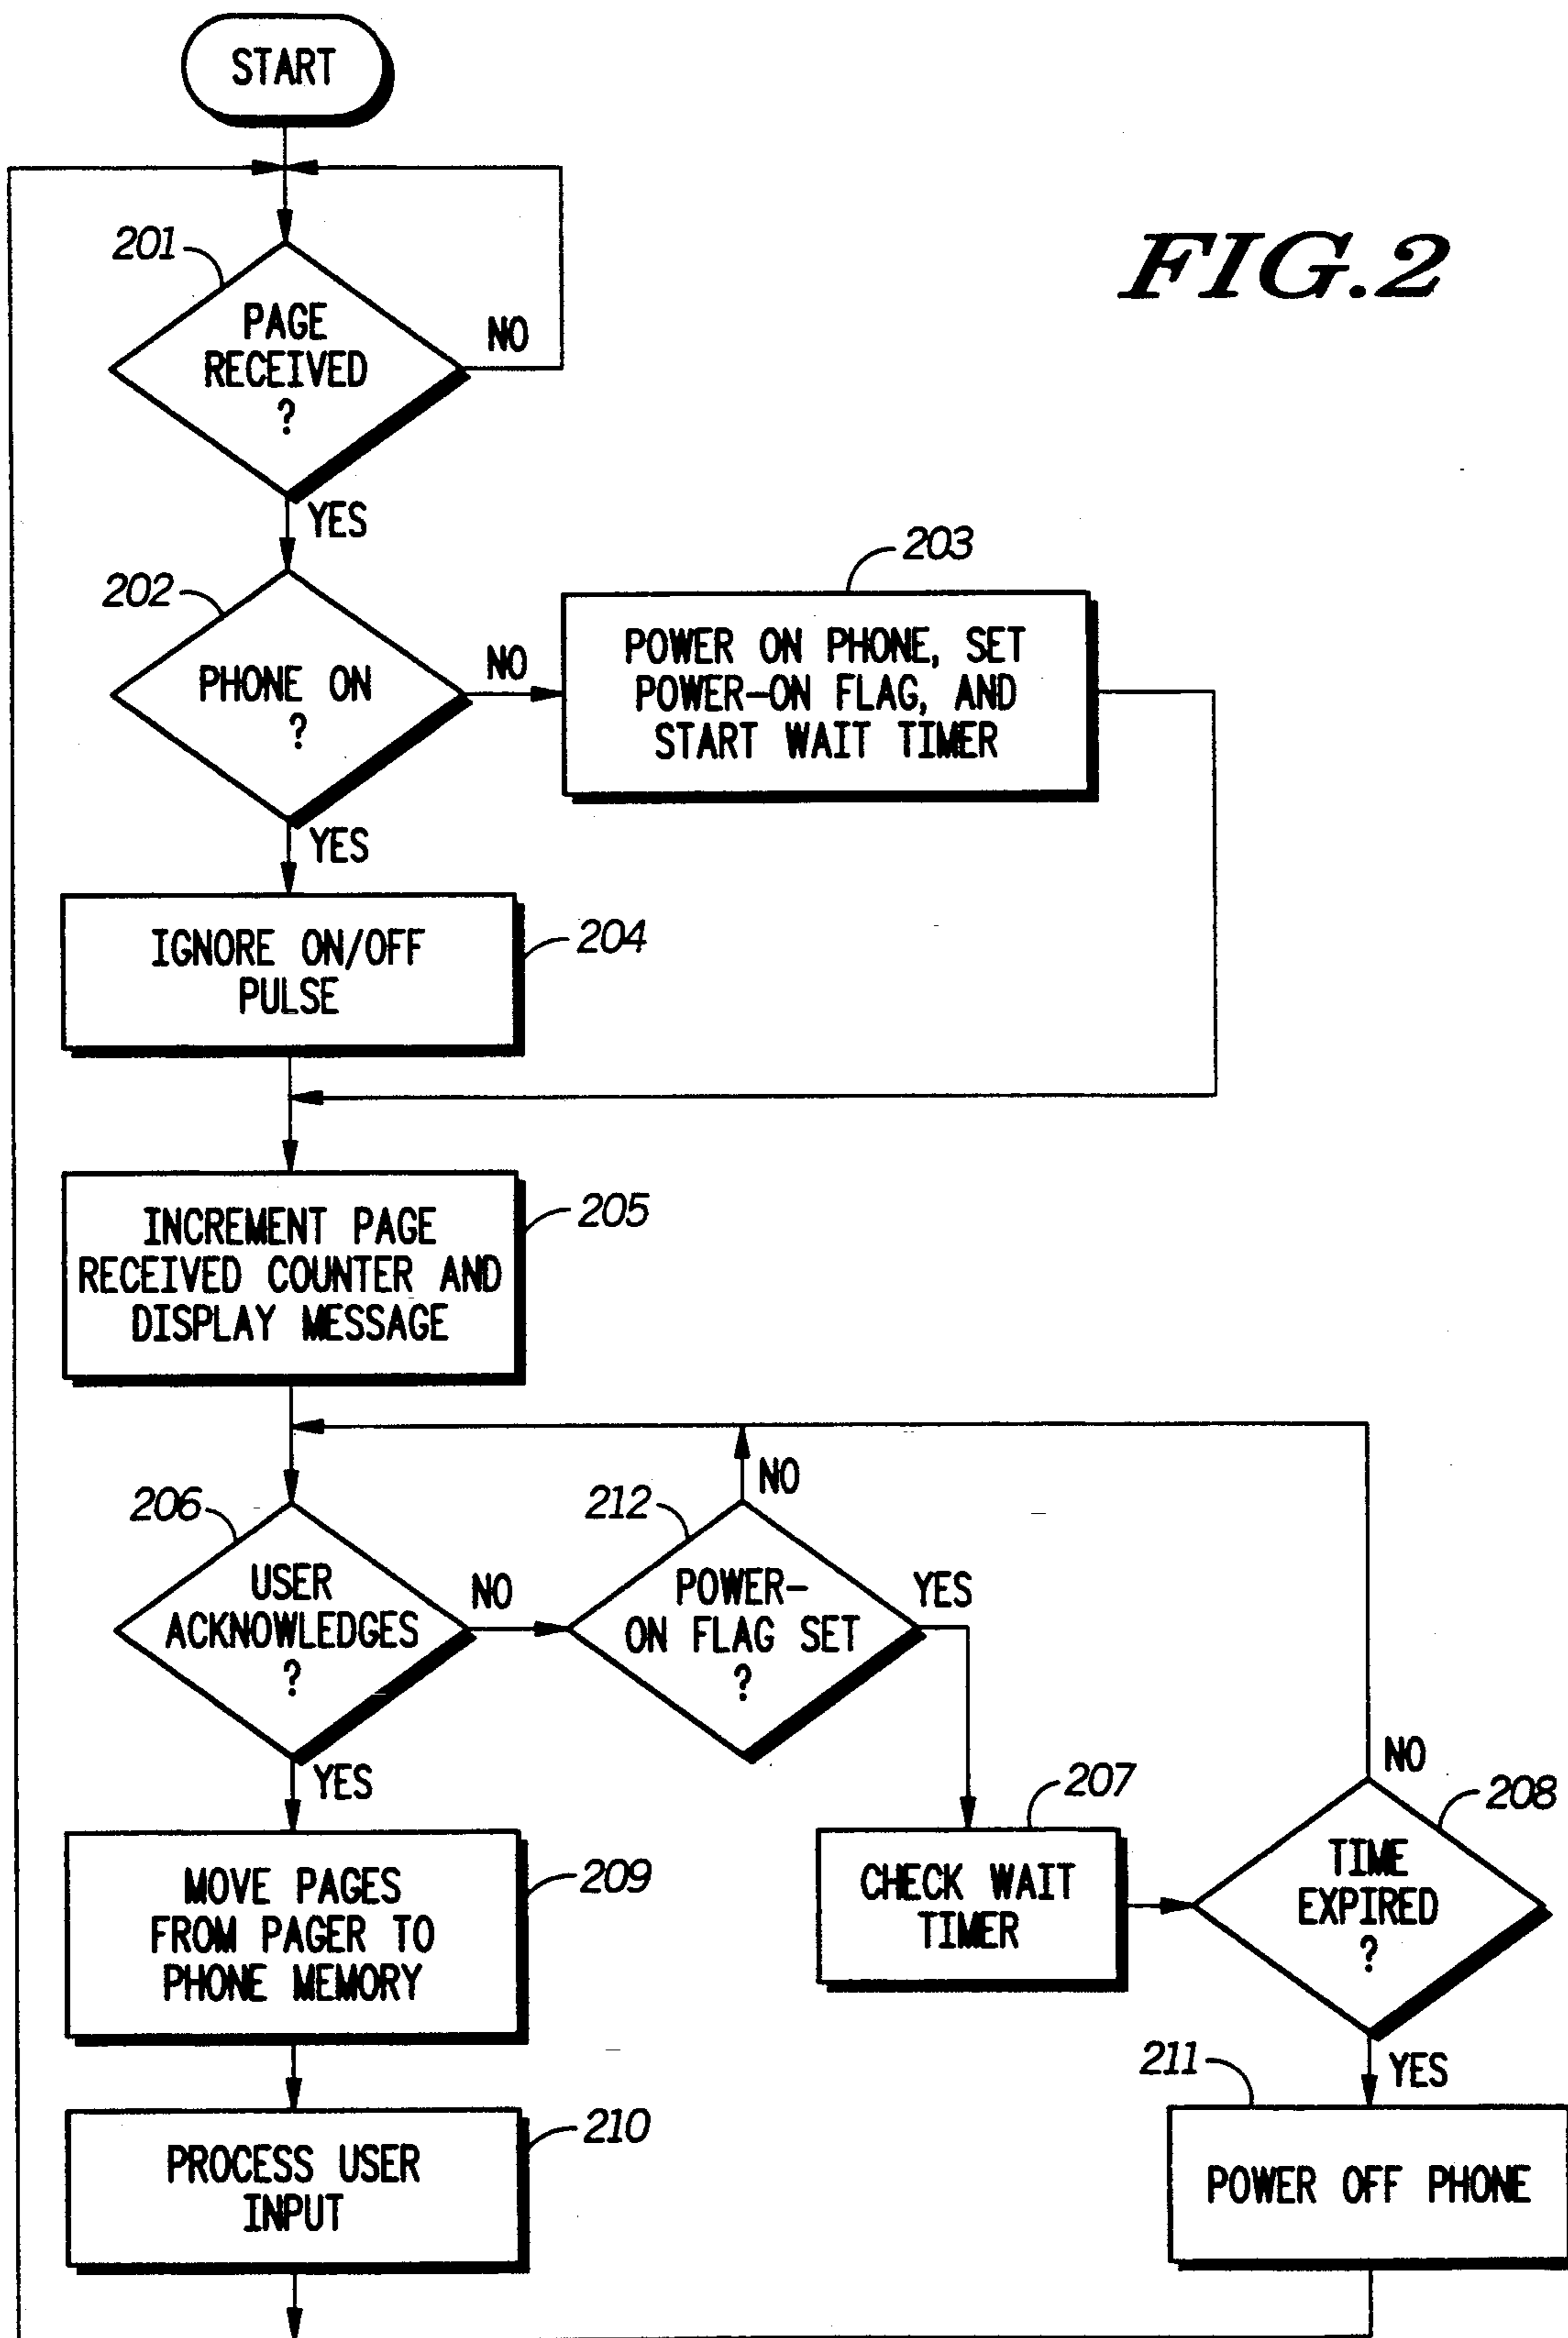 START
FIG.2
201
PAGE
RECEIVED
?
NO
YES
202
PHONE ON
?
NO
203
POWER ON PHONE, SET
POWER-ON FLAG, AND
START WAIT TIMER
YES
IGNORE ON/OFF
PULSE
204
INCREMENT PAGE
RECEIVED COUNTER AND
DISPLAY MESSAGE
205
206
USER
ACKNOWLEDGES
?
NO
212
POWER-
ON FLAG SET
?
NO
YES
YES
207
CHECK WAIT
TIMER
NO
208
TIME
EXPIRED
?
MOVE PAGES
FROM PAGER TO
PHONE MEMORY
209
YES
211
POWER OFF PHONE
PROCESS USER
INPUT
210